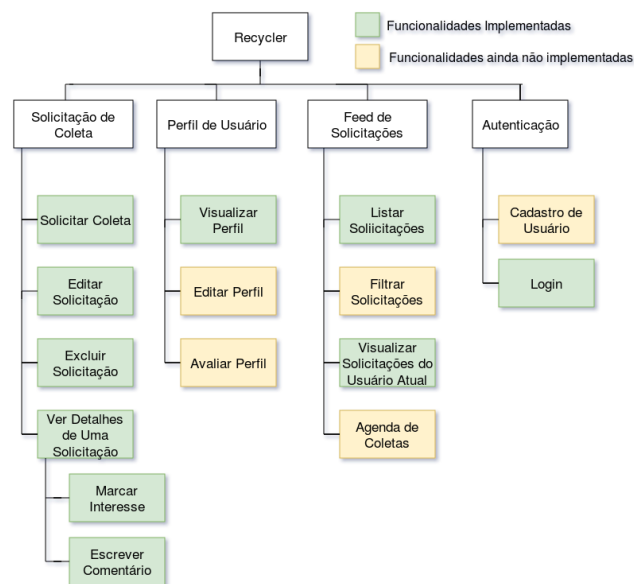 Recycler
Funcionalidades Implementadas
Funcionalidades ainda não implementadas
Solicitação de
Coleta
Perfil de Usuário
Feed de
Solicitações
Autenticação
Solicitar Coleta
Editar
Solicitação
Excluir
Solicitação
Ver Detalhes
de Uma
Solicitação
Marcar
Interesse
Escrever
Comentário
Visualizar
Perfil
Editar Perfil
Avaliar Perfil
Listar
Soliicitações
Filtrar
Solicitações
Visualizar
Solicitações do
Usuário Atual
Agenda de
Coletas
Cadastro de
Usuário
Login